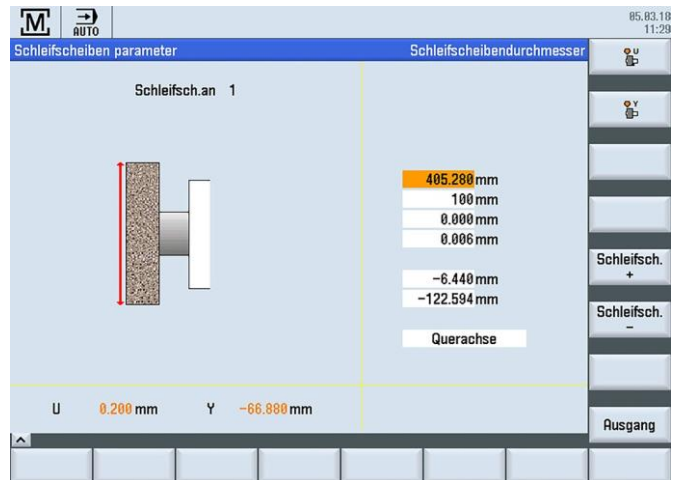 M
AUTO
05.03.18
11:29
Schleifscheiben parameter
Schleifscheibendurchmesser
Schleifsch.an 1
405.280 mm
100 mm
0.000 mm
0.006 mm
-6.440 mm
-122.594 mm
Querachse
U 0.200 mm Y -66.880 mm
U
Y
Schleifsch.
+
Schleifsch.
-
Ausgang